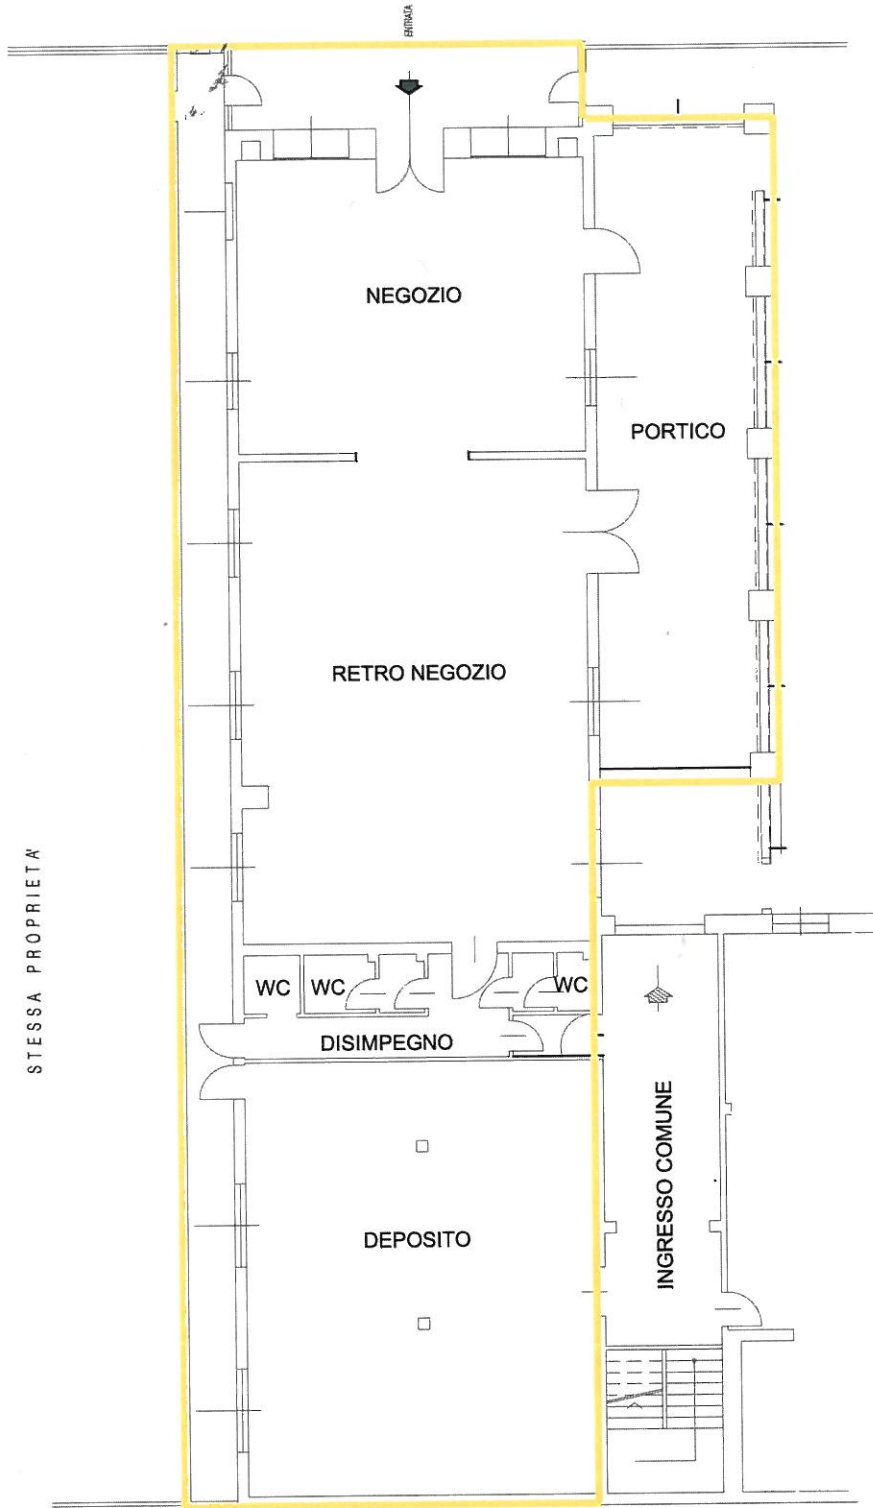 ENTRATA
NEGOZIO
PORTICO
RETRO NEGOZIO
STESSA PROPRIETA'
WC
WC
WC
DISIMPEGNO
INGRESSO COMUNE
DEPOSITO